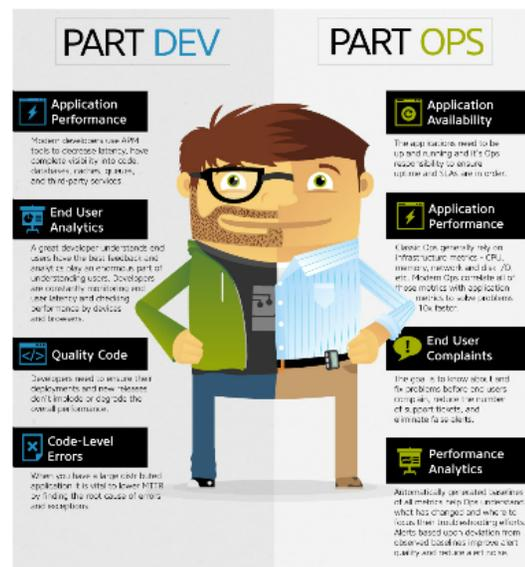 PART DEV
Application
Performance
Modern developers use APM
tools to decrease latency, have
complete visibility into code,
databases, caches, queues,
and third-party services.
End User
Analytics
A great developer understands end
users have the best feedback and
analytics play an enormous part of
understanding users. Developers
are constantly monitoring end
user latency and checking
performance by devices
and browsers.
Quality Code
Developers need to ensure their
deployments and new releases
don't implode or degrade the
overall performance.
Code-Level
Errors
When you have a large distributed
application it is vital to lower MTTR
by finding the root cause of errors
and exceptions.
PART OPS
Application
Availability
The applications need to be
up and running and it's Ops
responsibility to ensure
uptime and SLAs are in order.
Application
Performance
Classic Ops generally rely on
infrastructure metrics - CPU,
memory, network and disk I/O,
etc. Modern Ops correlate all of
those metrics with application
metrics to solve problems
10x faster.
End User
Complaints
The goal is to know about and
fix problems before end users
complain, reduce the number
of support tickets, and
eliminate false alerts.
Performance
Analytics
Automatically generated baselines
of all metrics help Ops understand
what has changed and where to
focus their troubleshooting efforts.
Alerts based upon deviation from
observed baselines improve alert
quality and reduce alert noise.